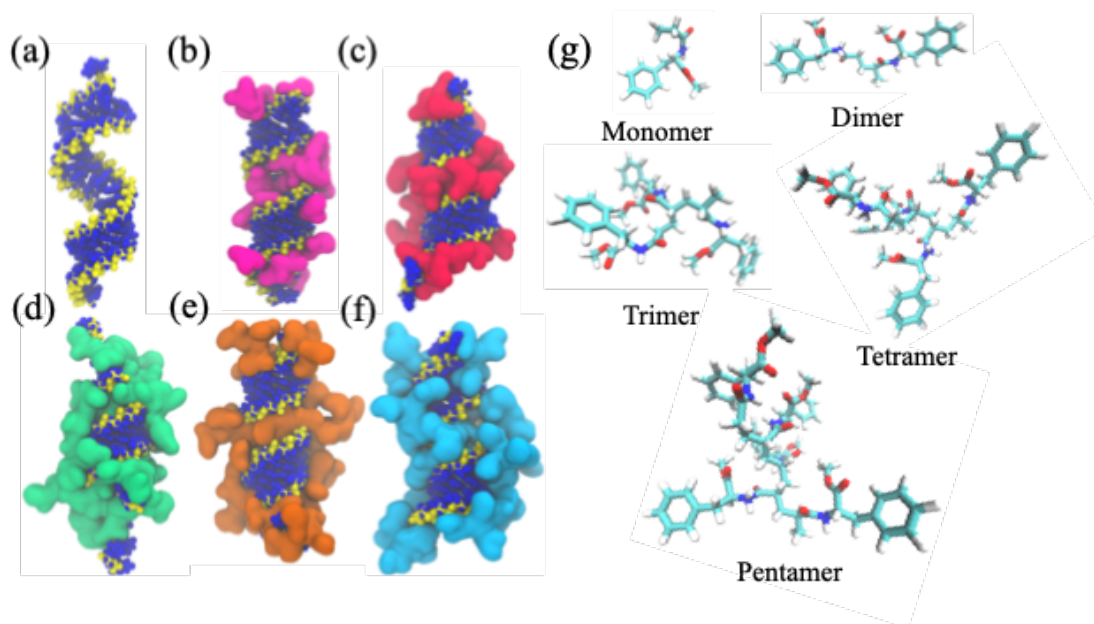 (a)
(b)
(c)
(g)
Monomer
Dimer
Trimer
Tetramer
(d)
(e)
(f)
Pentamer